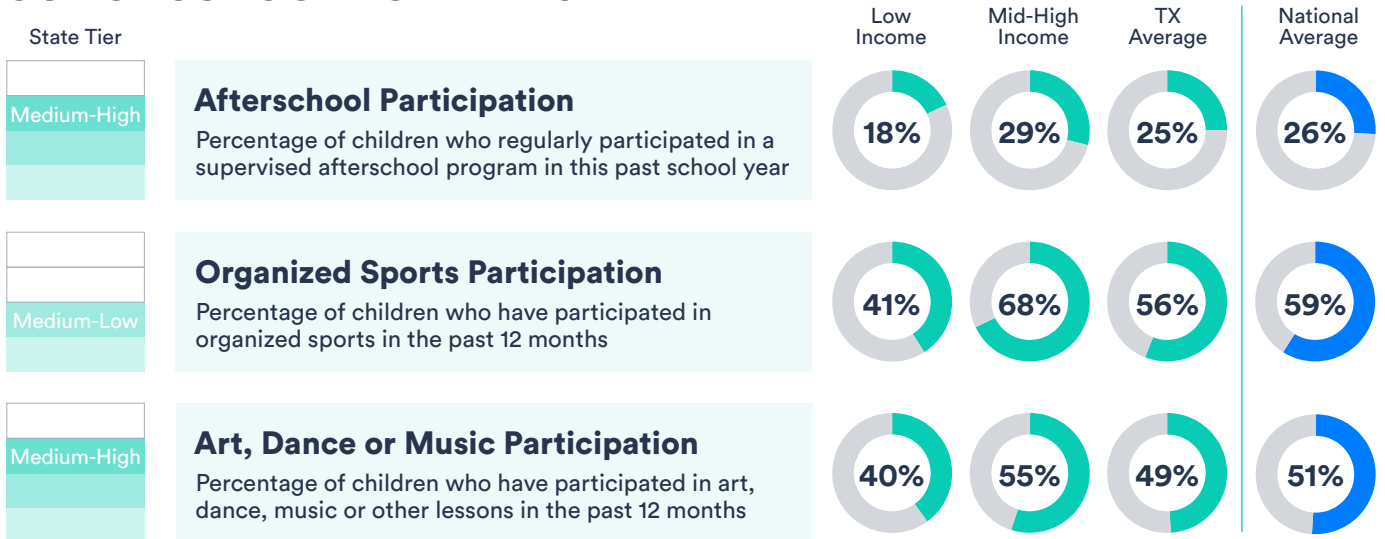 State Tier
Low
Income
Mid-High
Income
TX
Average
National
Average
Medium-High
Afterschool Participation
Percentage of children who regularly participated in a
supervised afterschool program in this past school year
18%
29%
25%
26%
Medium-Low
Organized Sports Participation
Percentage of children who have participated in
organized sports in the past 12 months
41%
68%
56%
59%
Medium-High
Art, Dance or Music Participation
Percentage of children who have participated in art,
dance, music or other lessons in the past 12 months
40%
55%
49%
51%